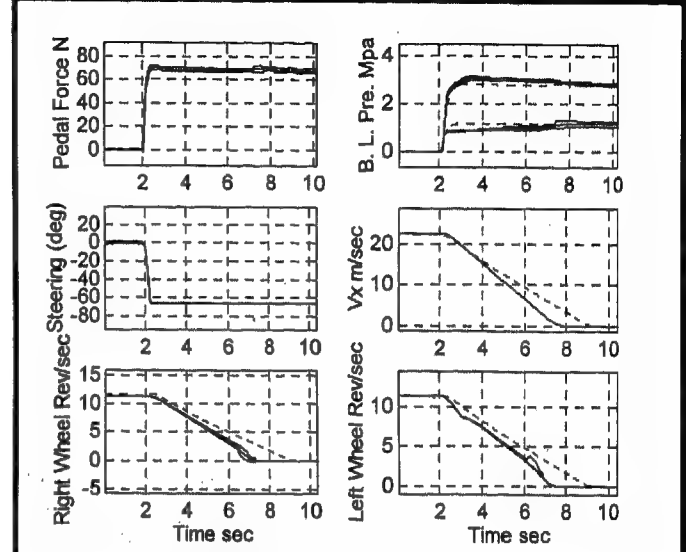 Pedal Force N
80
60
40
20
0
2 4 6 8 10
B. L. Pre. Mpa
4
2
0
2 4 6 8 10
Steering (deg)
20
0
-20
-40
-60
-80
2 4 6 8 10
Vx m/sec
20
10
0
2 4 6 8 10
Right Wheel Rev/sec
15
10
5
0
-5
2 4 6 8 10
Time sec
Left Wheel Rev/sec
10
5
0
2 4 6 8 10
Time sec